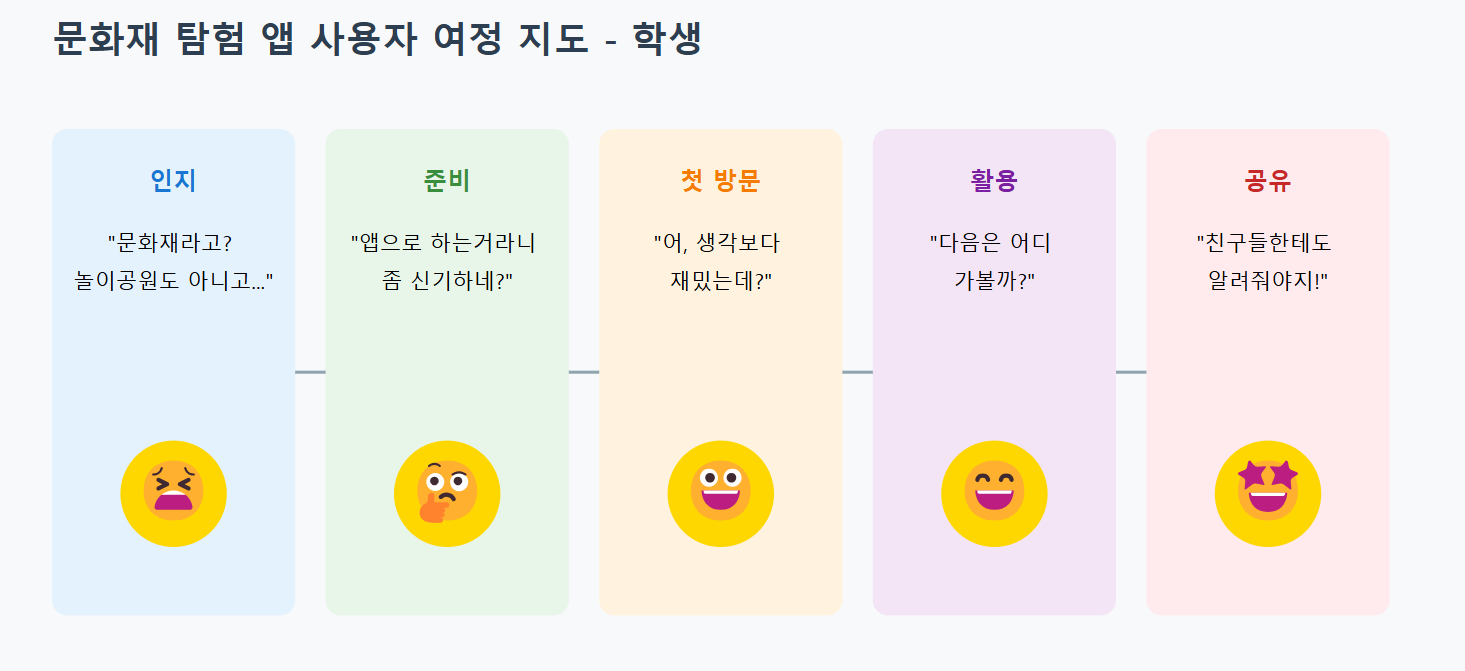 문화재 탐험 앱 사용자 여정 지도 - 학생
인지
"문화재라고?
놀이공원도 아니고..."
준비
"앱으로 하는거라니
좀 신기하네?"
첫 방문
"어, 생각보다
재밌는데?"
활용
"다음은 어디
가볼까?"
공유
"친구들한테도
알려줘야지!"